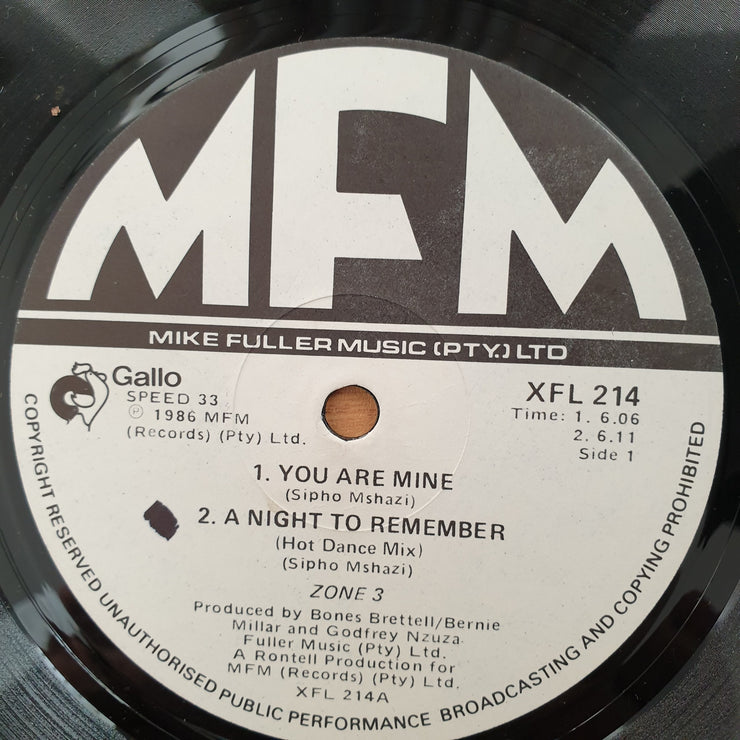 MFM
MIKE FULLER MUSIC (PTY.) LTD
Gallo
SPEED 33
℗ 1986 MFM
(Records) (Pty) Ltd.
XFL 214
Time: 1. 6.06
2. 6.11
Side 1
1. YOU ARE MINE
(Sipho Mshazi)
2. A NIGHT TO REMEMBER
(Hot Dance Mix)
(Sipho Mshazi)
ZONE 3
Produced by Bones Brettell/Bernie
Millar and Godfrey Nzuza
Fuller Music (Pty) Ltd.
A Rontell Production for
MFM (Records) (Pty) Ltd.
XFL 214A
COPYRIGHT RESERVED UNAUTHORISED PUBLIC PERFORMANCE BROADCASTING AND COPYING PROHIBITED